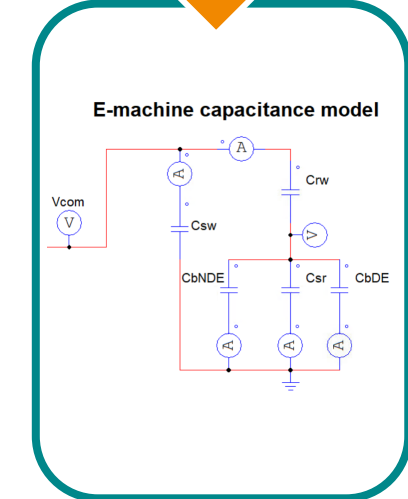 E-machine capacitance model
A
Crw
A
Vcom
V
Csw
V
CbNDE
Csr
CbDE
A
A
A